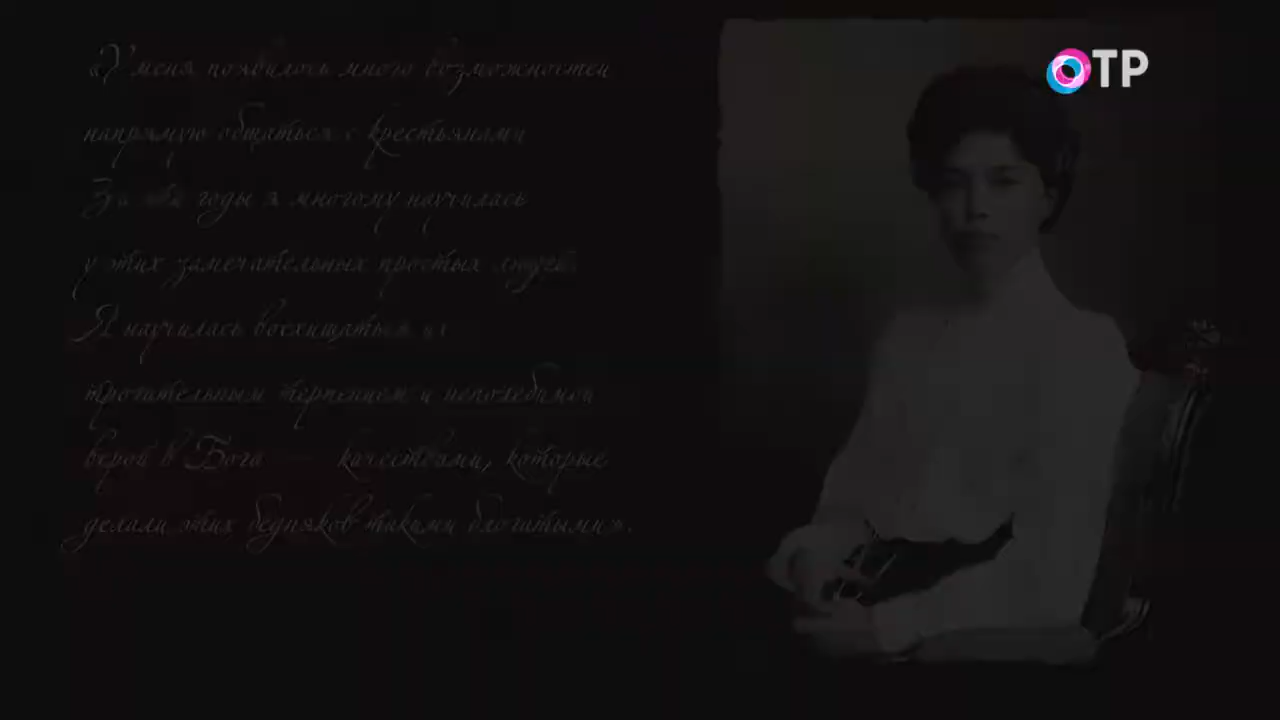 «У меня появилось много возможностей
напрямую общаться с крестьянами
За эти годы я многому научилась
у этих замечательных простых людей.
Я научилась восхищаться их
трогательным терпением и непоколебимой
верой в Бога — качествами, которые
делали этих бедняков такими богатыми».
ОТР